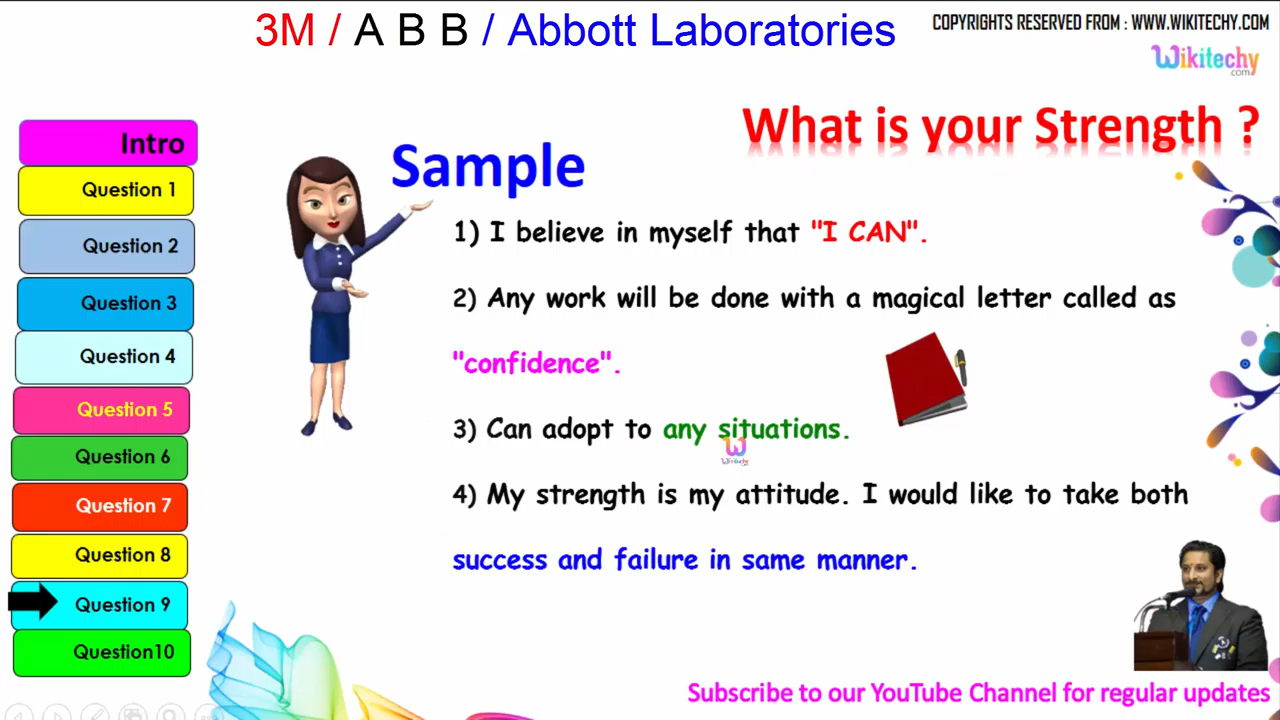 3M / A B B / Abbott Laboratories
COPYRIGHTS RESERVED FROM : WWW.WIKITECHY.COM
Wikitechy
.com
What is your Strength ?
Intro
Question 1
Question 2
Question 3
Question 4
Question 5
Question 6
Question 7
Question 8
Question 9
Question10
Sample
1) I believe in myself that "I CAN".
2) Any work will be done with a magical letter called as
"confidence".
3) Can adopt to any situations.
Wikitechy
4) My strength is my attitude. I would like to take both
success and failure in same manner.
Subscribe to our YouTube Channel for regular updates